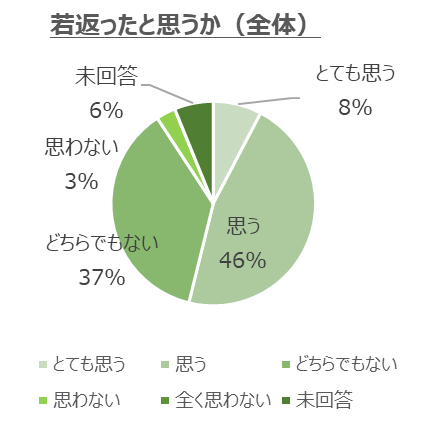 若返ったと思うか（全体）
未回答
6%
とても思う
8%
思わない
3%
どちらでもない
37%
思う
46%
とても思う 思う どちらでもない
思わない 全く思わない 未回答